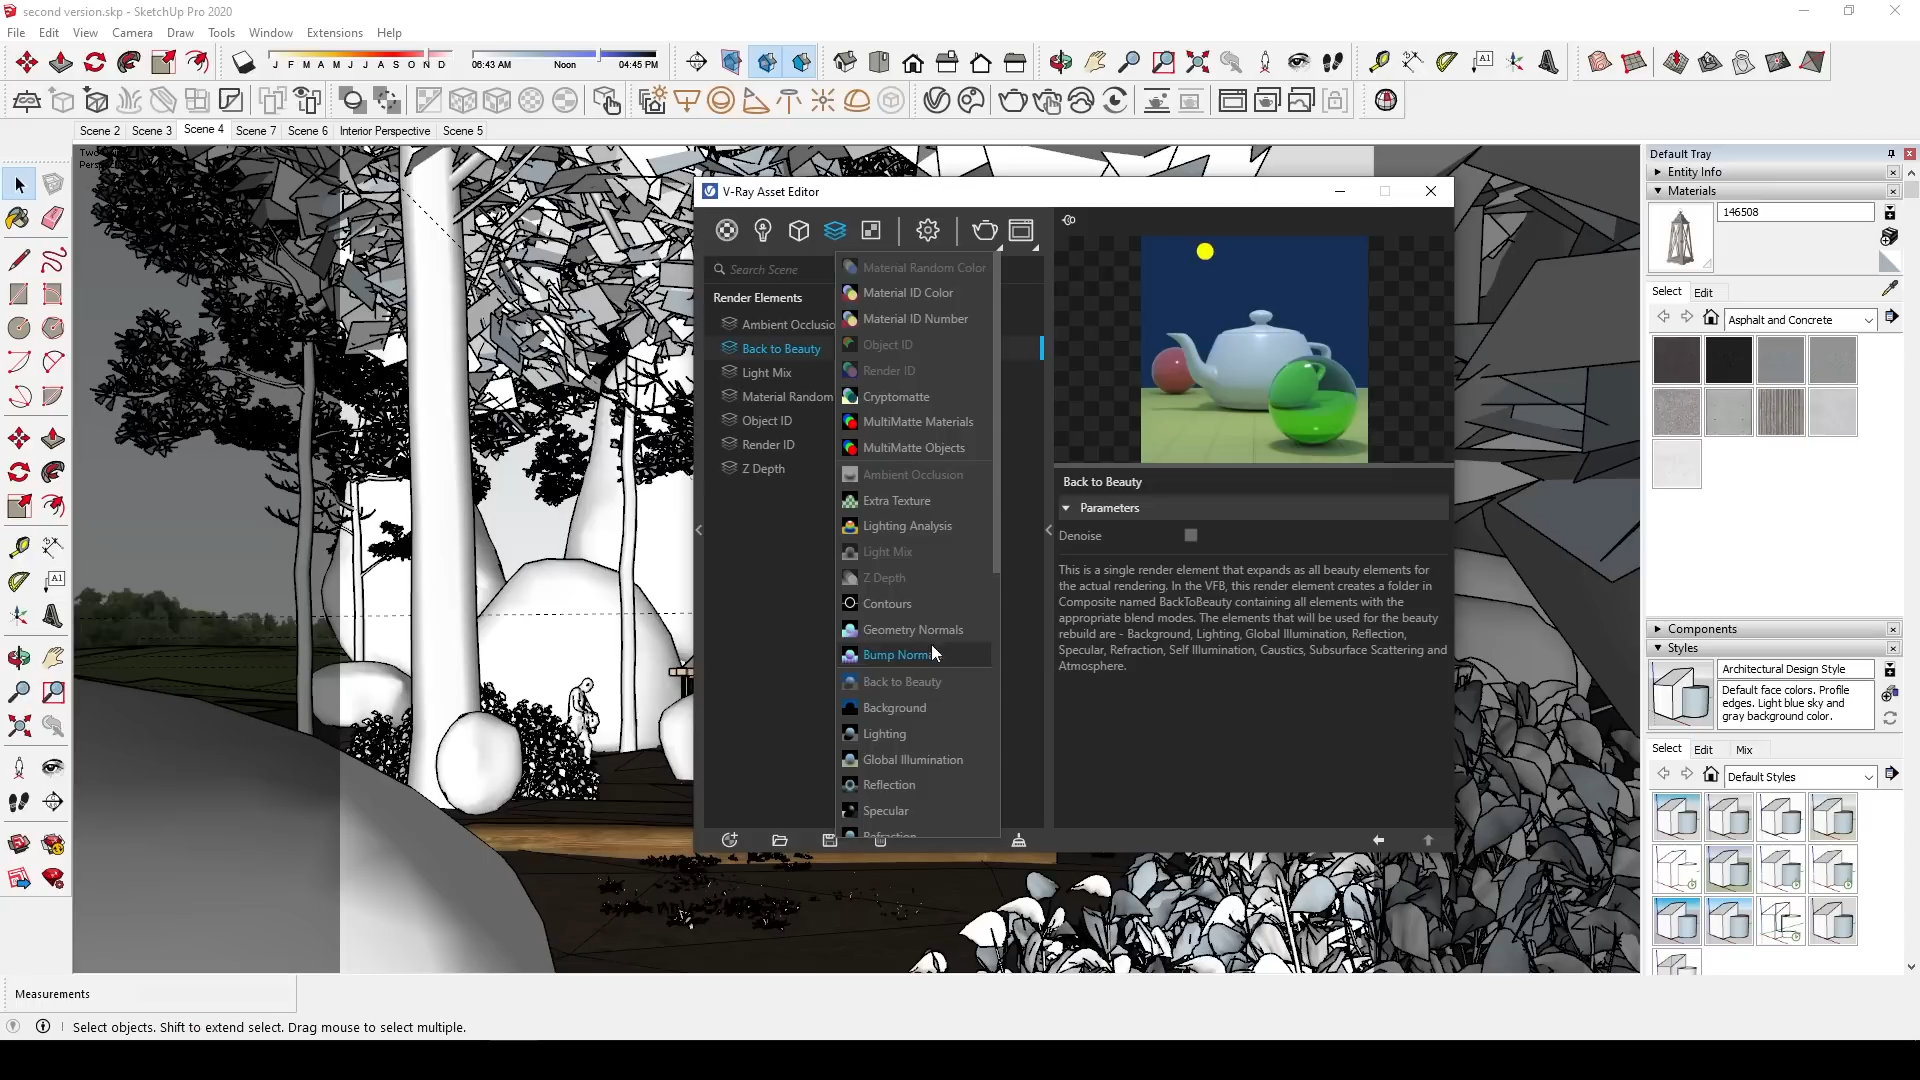 second version.skp - SketchUp Pro 2020
File Edit View Camera Draw Tools Window Extensions Help
J F M A M J J A S O N D 06:43 AM Noon 04:45 PM
Scene 2 Scene 3 Scene 4 Scene 7 Scene 6 Interior Perspective Scene 5
V-Ray Asset Editor
Search Scene
Render Elements
Back to Beauty
Light Mix
Material Random
Object ID
Render ID
Z Depth
Material Random Color
Material ID Color
Material ID Number
Object ID
Render ID
Cryptomatte
MultiMatte Materials
MultiMatte Objects
Ambient Occlusion
Extra Texture
Lighting Analysis
Light Mix
Z Depth
Contours
Geometry Normals
Back to Beauty
Background
Lighting
Global Illumination
Reflection
Specular
Refraction
Back to Beauty
Parameters
Denoise
This is a single render element that expands as all beauty elements for
the actual rendering. In the VFB, this render element creates a folder in
Composite named BackToBeauty containing all elements with the
appropriate blend modes. The elements that will be used for the beauty
rebuild are - Background, Lighting, Global Illumination, Reflection,
Specular, Refraction, Self Illumination, Caustics, Subsurface Scattering and
Atmosphere.
Default Tray
Entity Info
Materials
146508
Select Edit
Asphalt and Concrete
Components
Styles
Architectural Design Style
Default face colors. Profile
edges. Light blue sky and
gray background color.
Select Edit Mix
Default Styles
Measurements
Select objects. Shift to extend select. Drag mouse to select multiple.